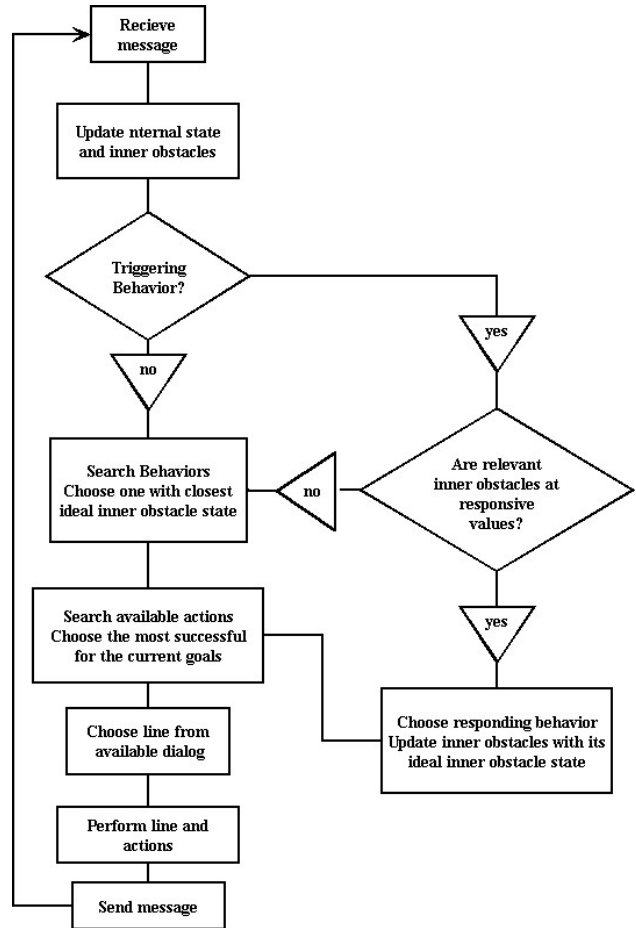 Recieve
message
Update nternal state
and inner obstacles
Triggering
Behavior?
yes
no
Are relevant
inner obstacles at
responsive
values?
no
Search Behaviors
Choose one with closest
ideal inner obstacle state
yes
Search available actions
Choose the most successful
for the current goals
Choose responding behavior
Update inner obstacles with its
ideal inner obstacle state
Choose line from
available dialog
Perform line and
actions
Send message